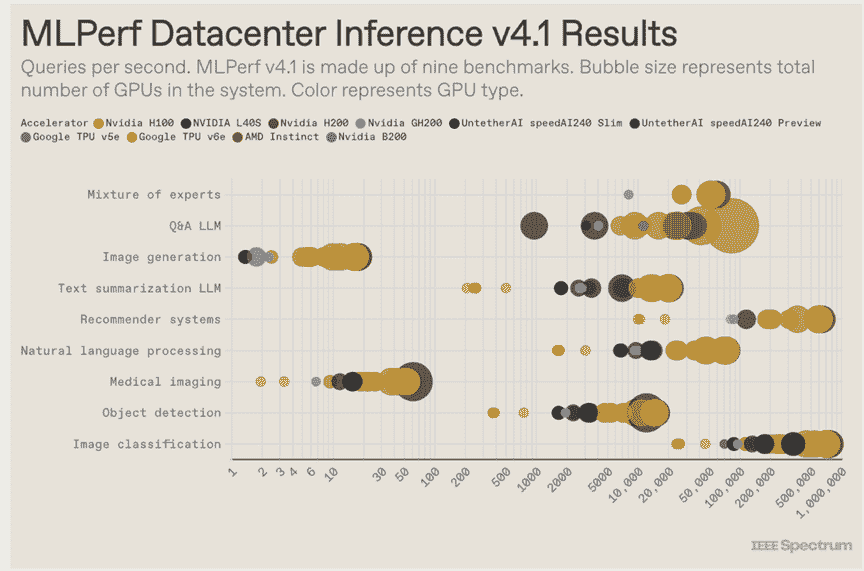 MLPerf Datacenter Inference v4.1 Results
Queries per second. MLPerf v4.1 is made up of nine benchmarks. Bubble size represents total
number of GPUs in the system. Color represents GPU type.
Accelerator Nvidia H100 NVIDIA L40S Nvidia H200 Nvidia GH200 UntetherAI speedAI240 Slim UntetherAI speedAI240 Preview
Google TPU v5e Google TPU v6e AMD Instinct Nvidia B200
Mixture of experts
Q&A LLM
Image generation
Text summarization LLM
Recommender systems
Natural language processing
Medical imaging
Object detection
Image classification
1 2 3 4 6 10 30 50 100 200 500 1000 2000 5000 10,000 20,000 50,000 100,000 200,000 500,000 1,000,000
IEEE Spectrum